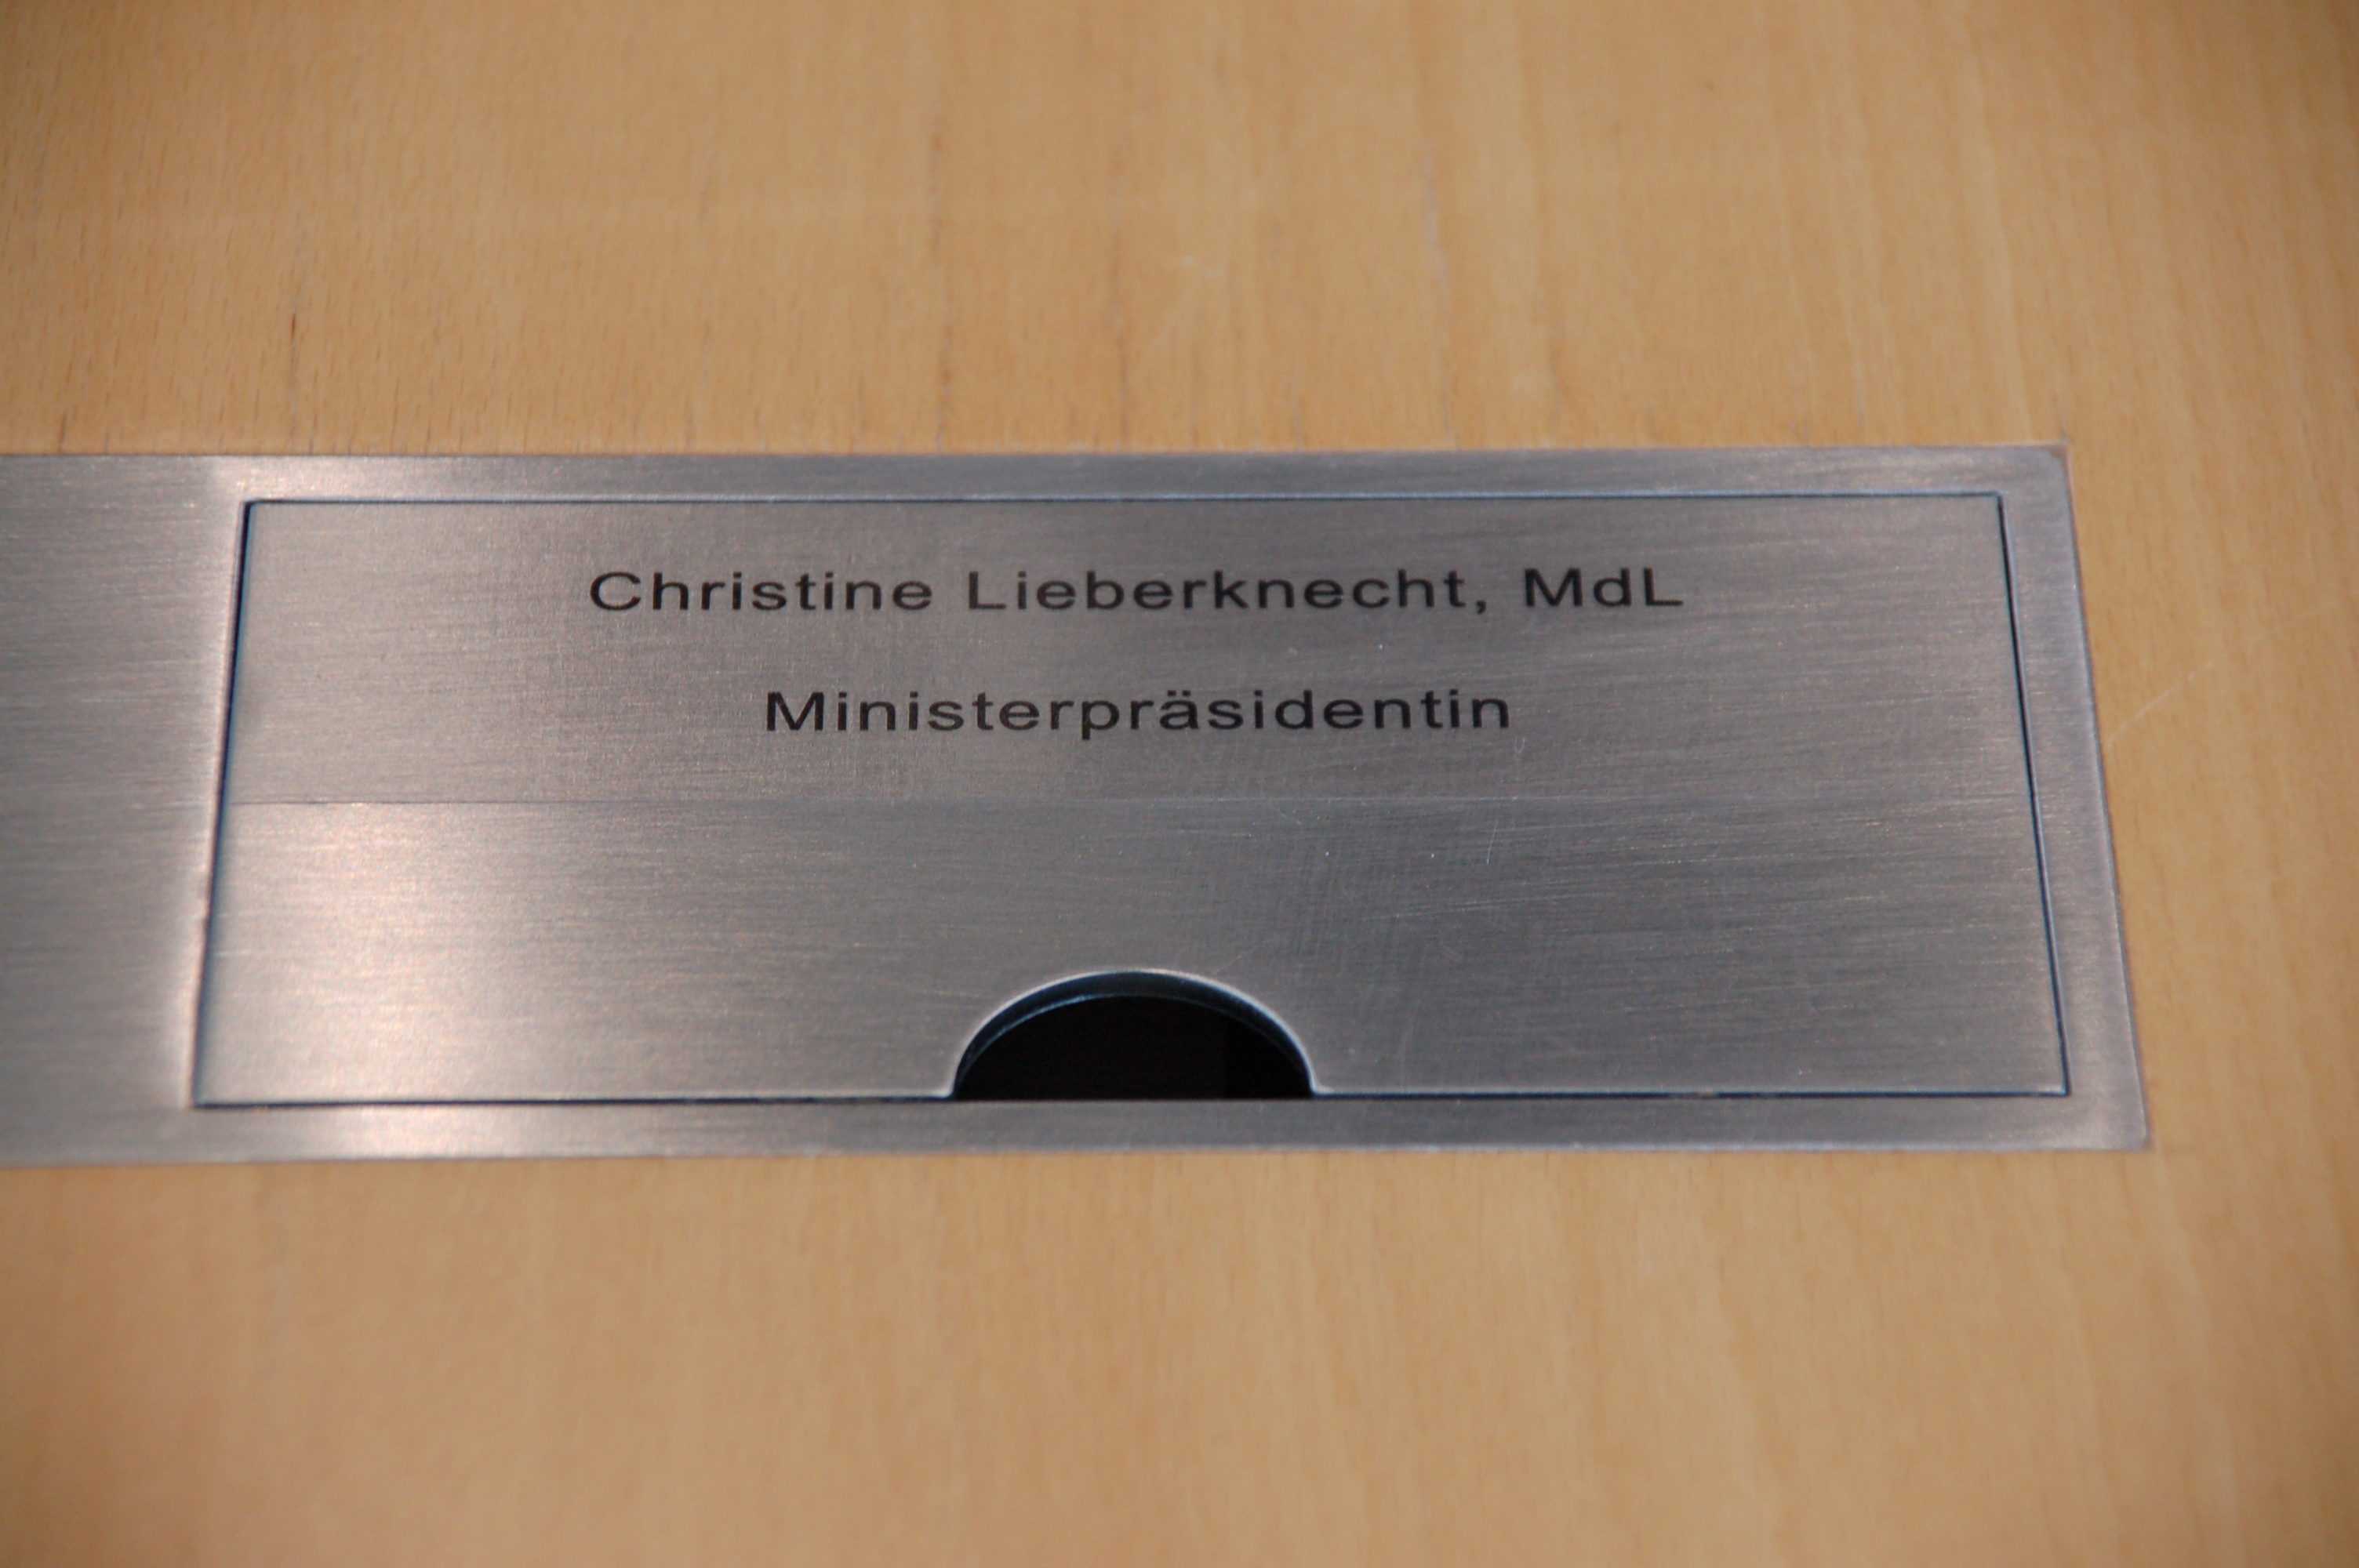 Christine Lieberknecht, MdL
Ministerpräsidentin